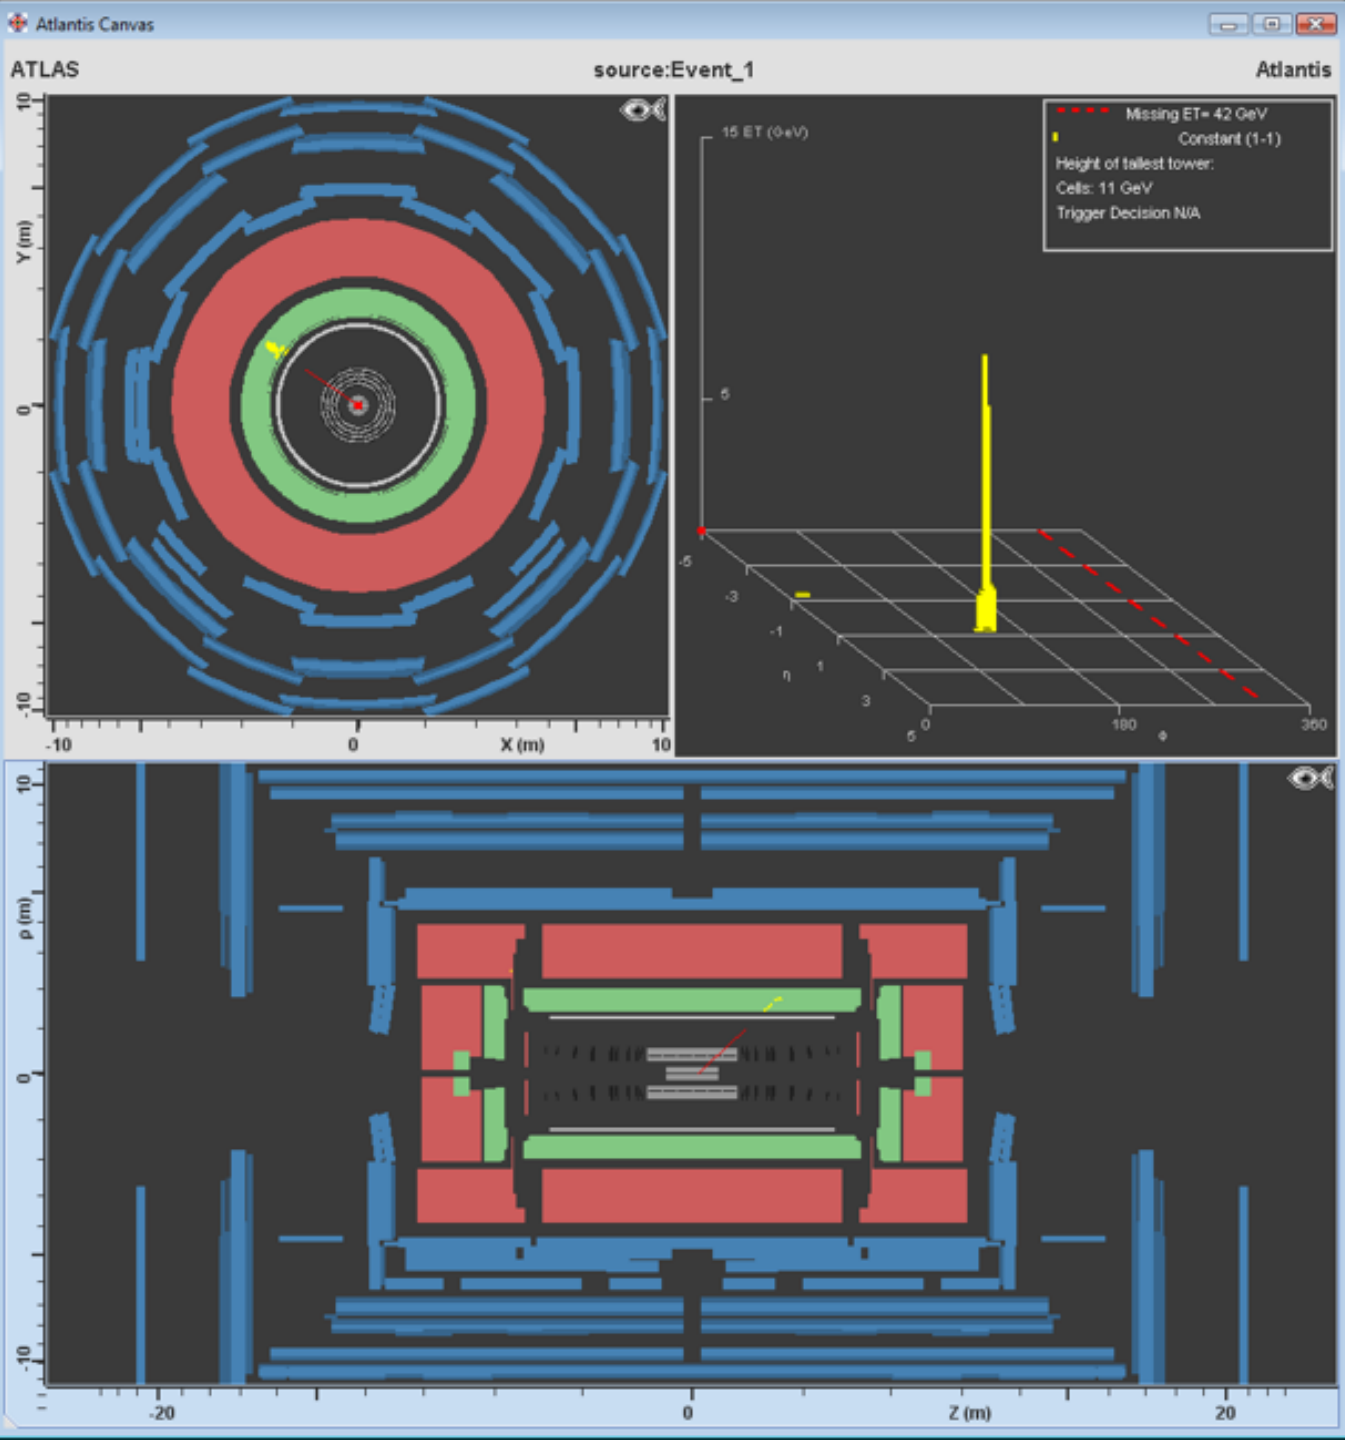 Atlantis Canvas
ATLAS source:Event_1 Atlantis
10
Y (m)
0
-10
-10 0 X (m) 10
15 ET (GeV)
5
-5
-3
-1
η 1
3
5 0 180 360
Φ
Missing ET= 42 GeV
Constant (1-1)
Height of tallest tower:
Cells: 11 GeV
Trigger Decision N/A
10
ρ (m)
0
-10
-20 0 Z (m) 20